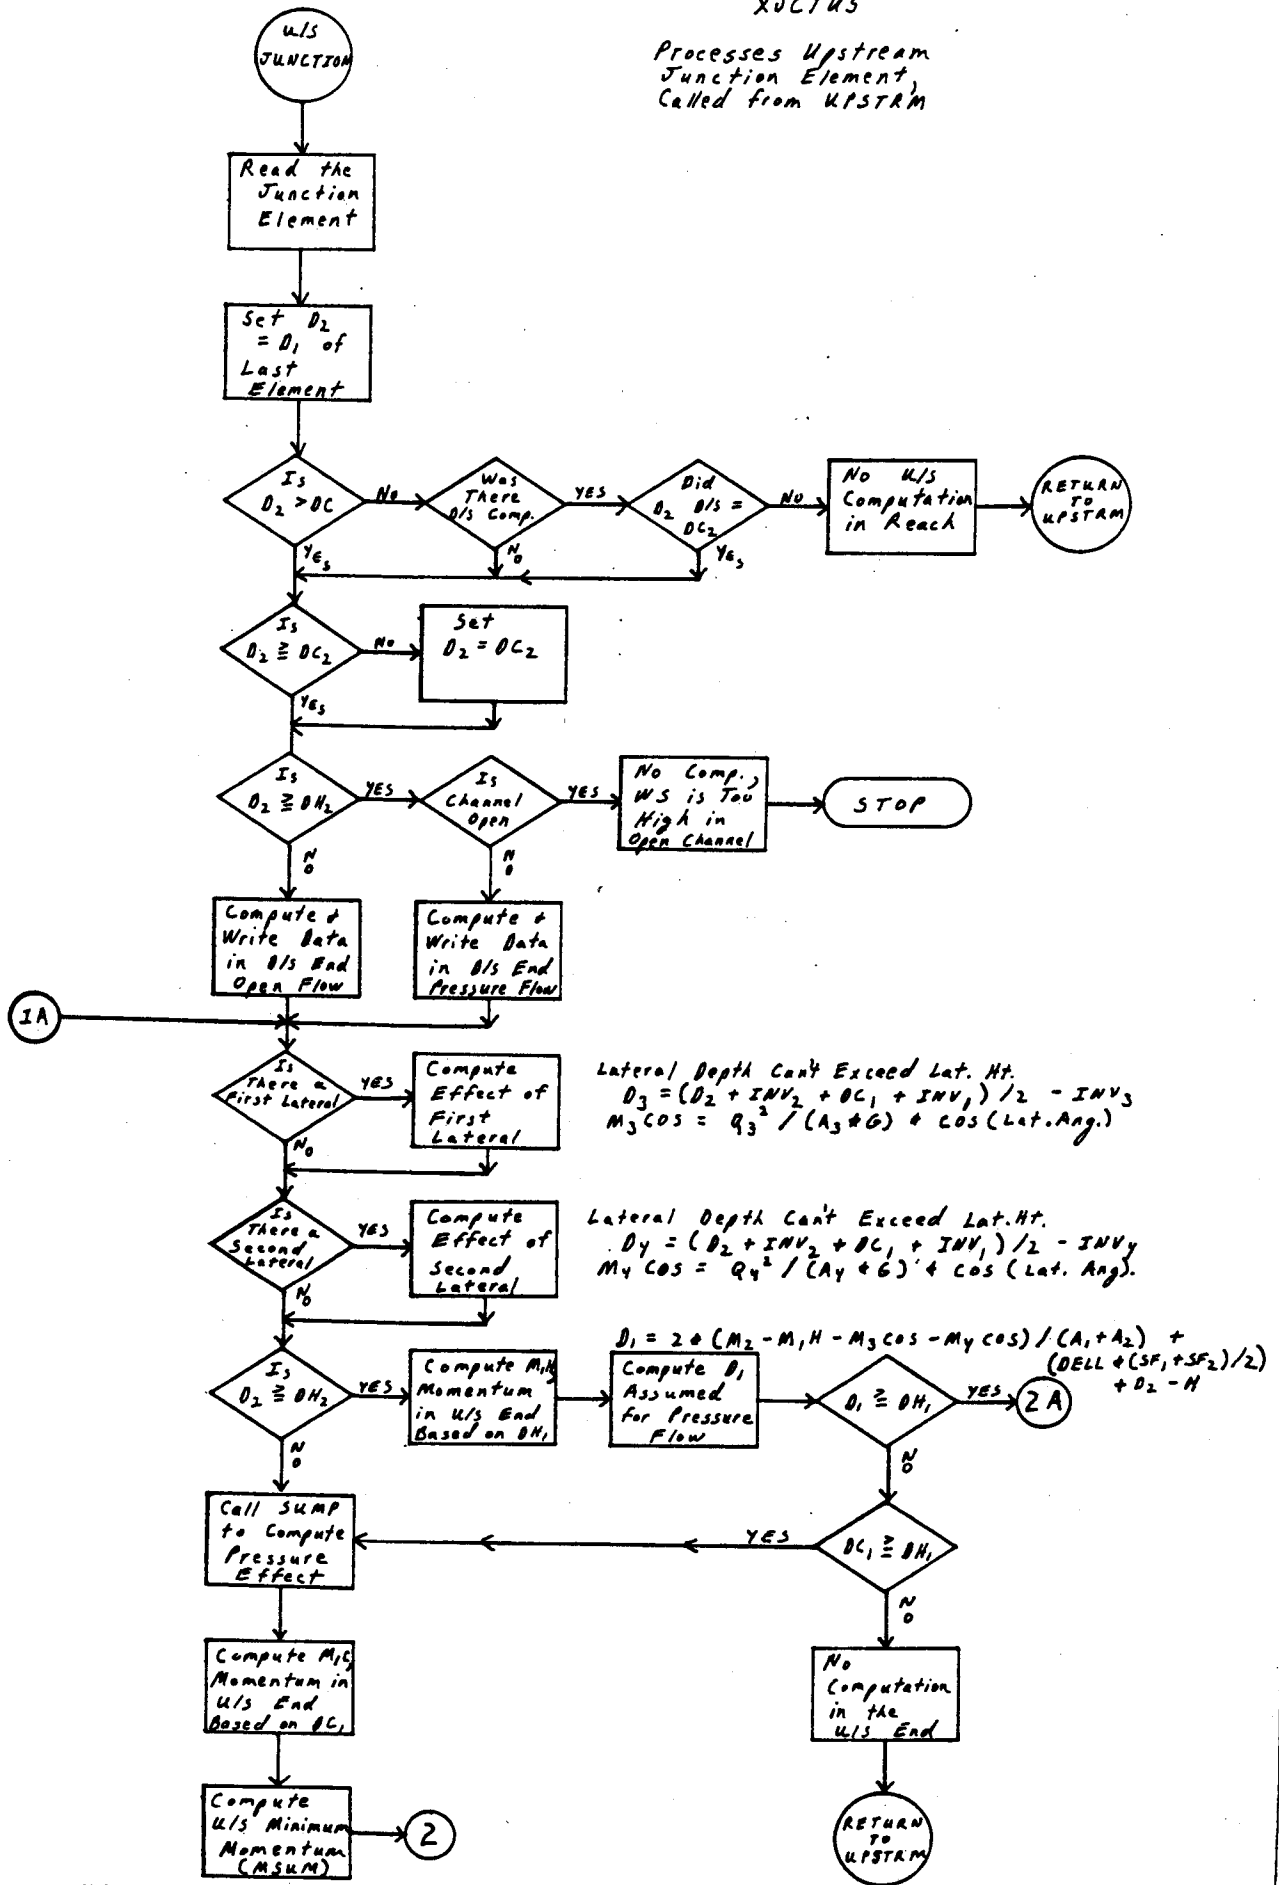 XJCTUS
Processes Upstream
Junction Element,
Called from UPSTRM
U/S
JUNCTION
Read the
Junction
Element
Set D2
= D1 of
Last
Element
Is
D2 > DC
No
Was
There
D/S Comp.
YES
Did
D2 D/S =
DC2
NO
No U/S
Computation
in Reach
RETURN
TO
UPSTRM
YES
NO
YES
Is
D2 ≧ DC2
No
Set
D2 = DC2
YES
Is
D2 ≧ DH2
YES
Is
Channel
Open
YES
No Comp.,
WS is Too
High in
Open Channel
STOP
NO
NO
Compute &
Write Data
in D/S End
Open Flow
Compute &
Write Data
in D/S End
Pressure Flow
1A
Is
There a
First Lateral
YES
Compute
Effect of
First
Lateral
Lateral Depth Can't Exceed Lat. Ht.
D3 = (D2 + INV2 + DC1 + INV1) / 2 - INV3
M3 COS = Q3² / (A3 * G) * COS (Lat. Ang.)
NO
Is
There a
Second
Lateral
YES
Compute
Effect of
Second
Lateral
Lateral Depth Can't Exceed Lat. Ht.
D4 = (D2 + INV2 + DC1 + INV1) / 2 - INV4
M4 COS = Q4² / (A4 * G) * COS (Lat. Ang).
NO
D1 = 2 * (M2 - M1H - M3 COS - M4 COS) / (A1 + A2) +
(DELL * (SF1 + SF2) / 2)
+ D2 - H
Is
D2 ≧ DH2
YES
Compute M1H,
Momentum
in U/S End
Based on DH1
Compute D1
Assumed
for Pressure
Flow
D1 ≧ DH1
YES
2A
NO
NO
Call SUMP
to Compute
Pressure
Effect
YES
DC1 ≧ DH1
NO
Compute M1C,
Momentum in
U/S End
Based on DC1
No
Computation
in the
U/S End
Compute
U/S Minimum
Momentum
(MSUM)
2
RETURN
TO
UPSTRM